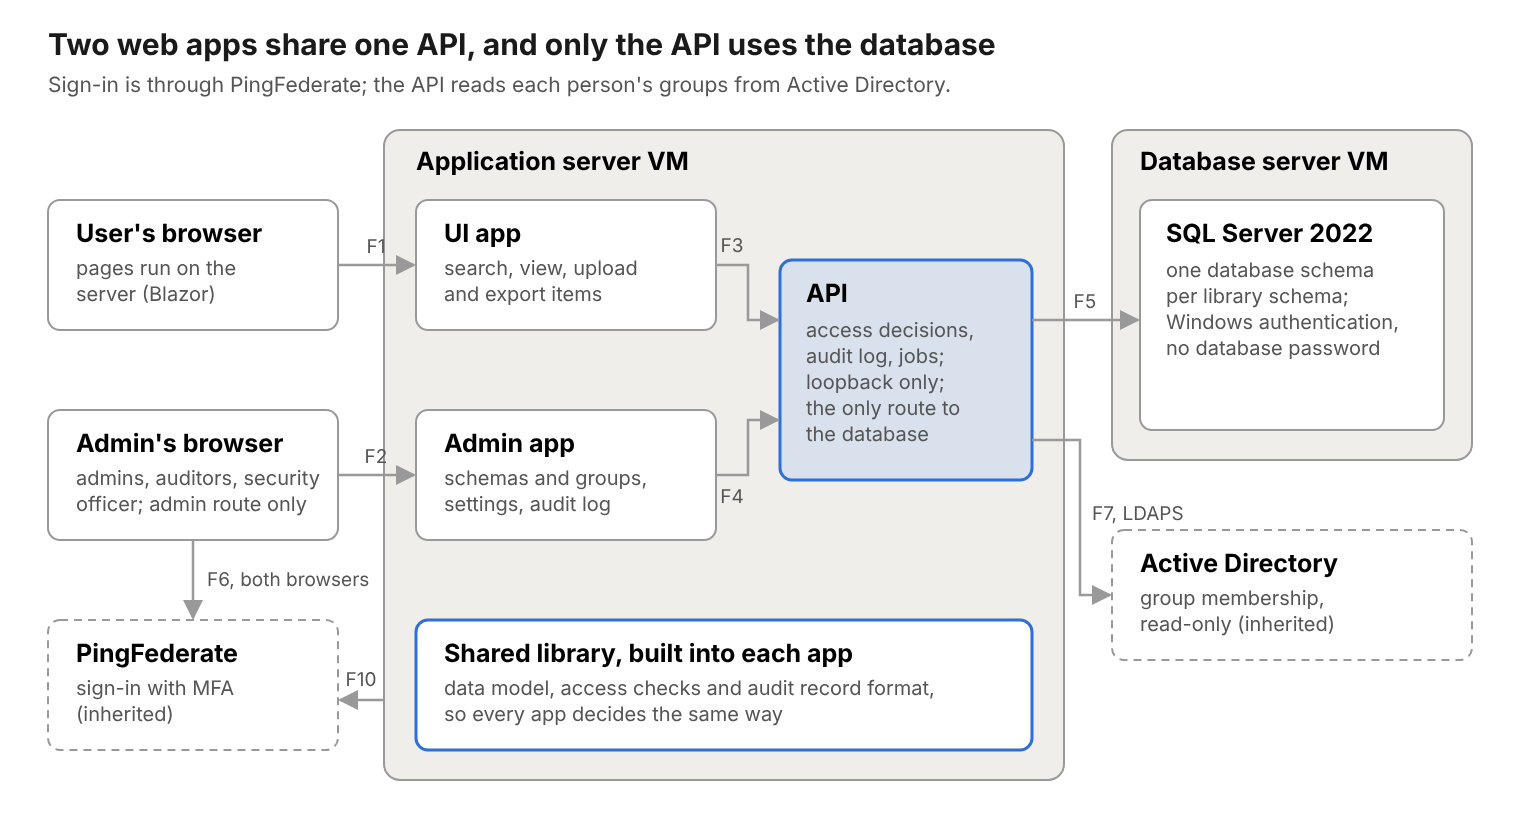 Two web apps share one API, and only the API uses the database
Sign-in is through PingFederate; the API reads each person's groups from Active Directory.
Application server VM
Database server VM
User's browser
pages run on the
server (Blazor)
F1
UI app
search, view, upload
and export items
F3
API
access decisions,
audit log, jobs;
loopback only;
the only route to
the database
F5
SQL Server 2022
one database schema
per library schema;
Windows authentication,
no database password
Admin's browser
admins, auditors, security
officer; admin route only
F2
Admin app
schemas and groups,
settings, audit log
F4
F7, LDAPS
Active Directory
group membership,
read-only (inherited)
F6, both browsers
PingFederate
sign-in with MFA
(inherited)
F10
Shared library, built into each app
data model, access checks and audit record format,
so every app decides the same way